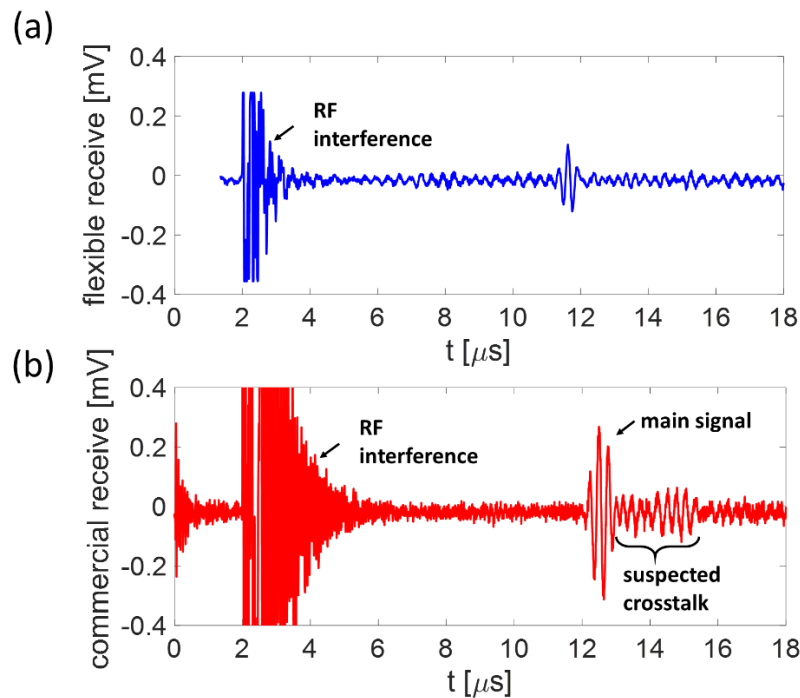 (a)
flexible receive [mV]
0.4
0.2
0
-0.2
-0.4
RF
interference
0 2 4 6 8 10 12 14 16 18
t [μs]
(b)
commercial receive [mV]
0.4
0.2
0
-0.2
-0.4
RF
interference
main signal
suspected
crosstalk
0 2 4 6 8 10 12 14 16 18
t [μs]